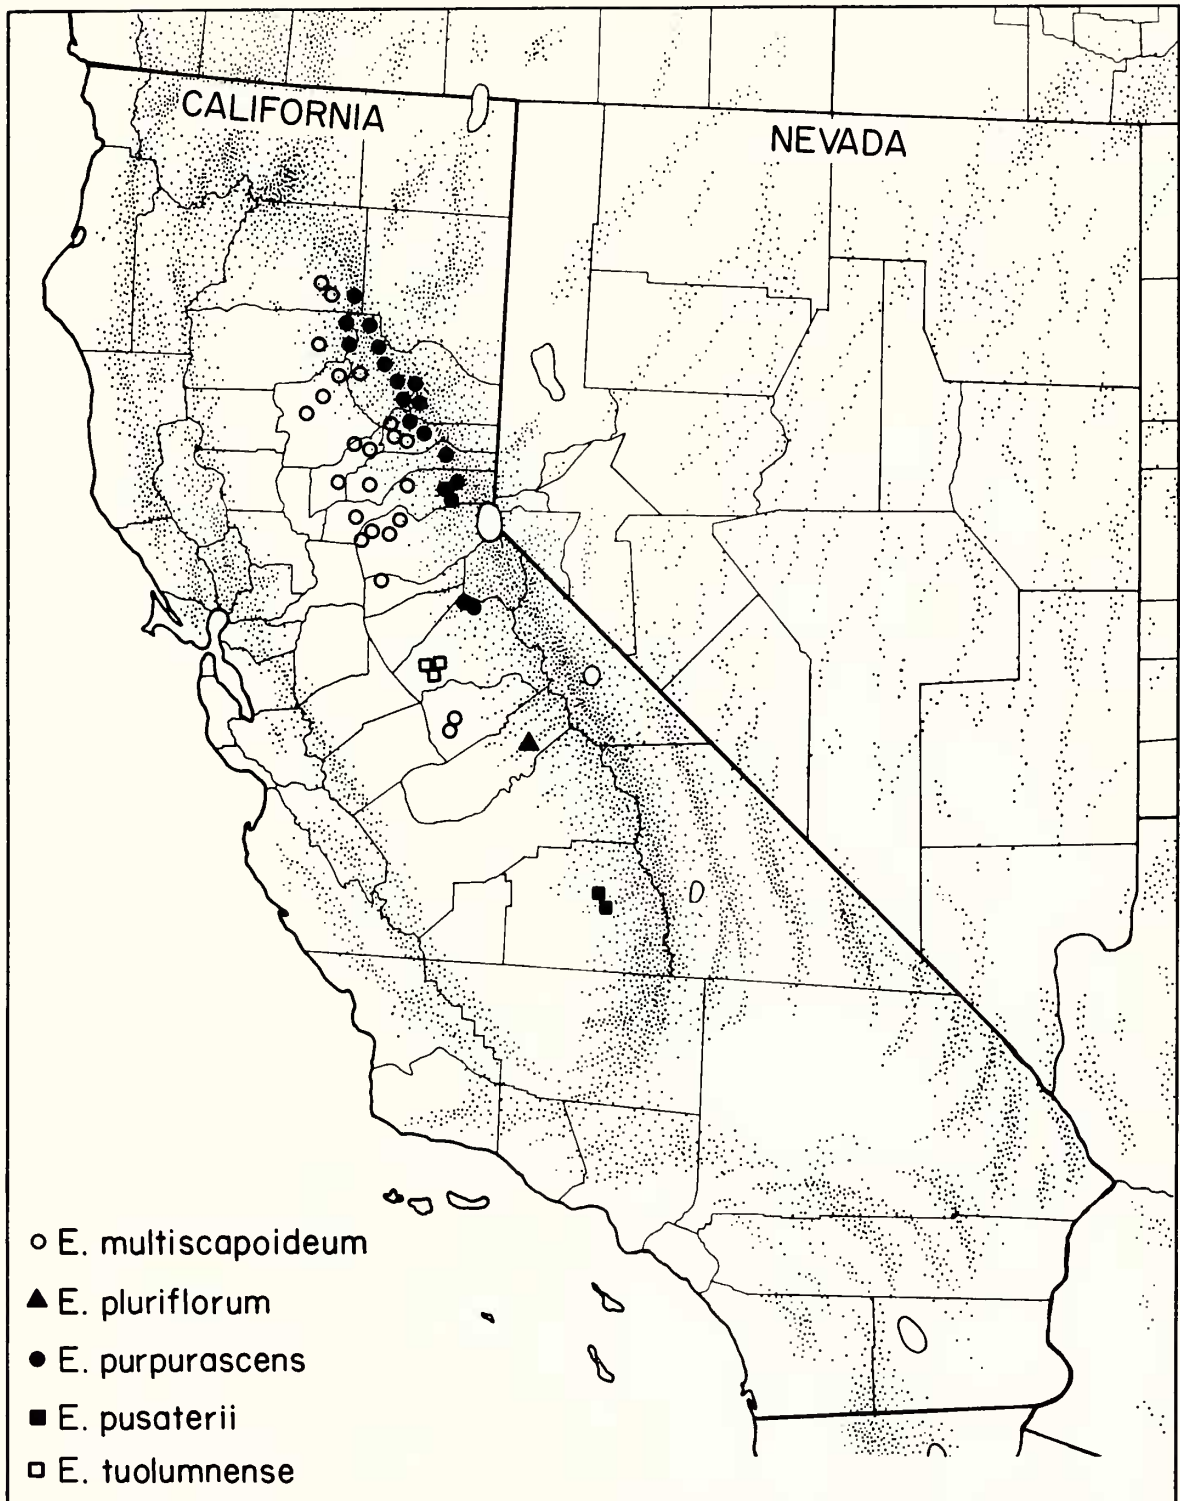 CALIFORNIA
NEVADA
E. multiscapoideum
E. pluriflorum
E. purpurascens
E. pusaterii
E. tuolumnense